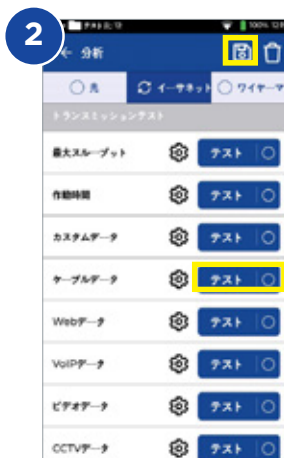 2
100%
分析
光 イーサネット ワイヤーマ
トランスミッションテスト
最大スループット テスト
作動時間 テスト
カスタムデータ テスト
ケーブルデータ テスト
Webデータ テスト
VoIPデータ テスト
ビデオデータ テスト
CCTVデータ テスト